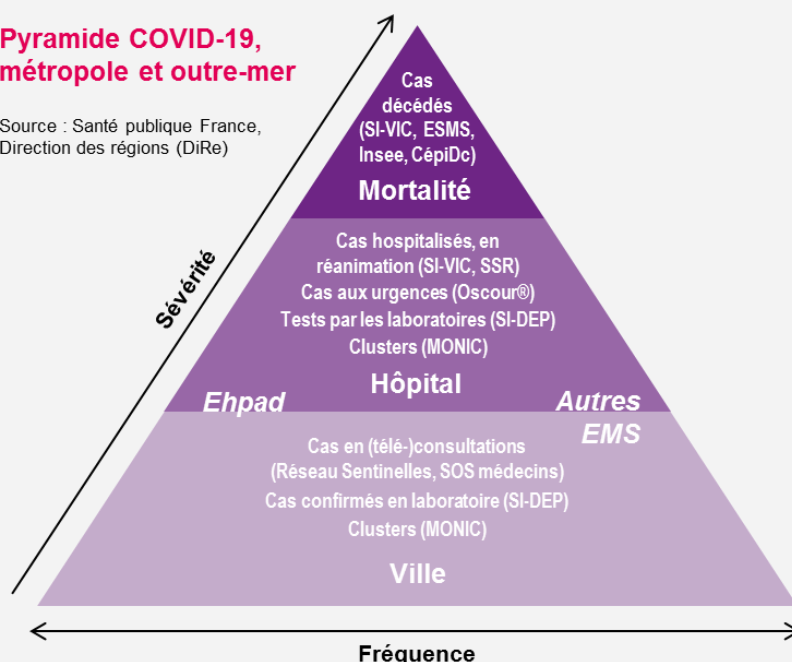 Pyramide COVID-19,
métropole et outre-mer
Source : Santé publique France,
Direction des régions (DiRe)
Cas
décédés
(SI-VIC, ESMS,
Insee, CépiDc)
Mortalité
Cas hospitalisés, en
réanimation (SI-VIC, SSR)
Cas aux urgences (Oscour®)
Tests par les laboratoires (SI-DEP)
Clusters (MONIC)
Hôpital
Sévérité
Ehpad
Autres
EMS
Cas en (télé-)consultations
(Réseau Sentinelles, SOS médecins)
Cas confirmés en laboratoire (SI-DEP)
Clusters (MONIC)
Ville
Fréquence